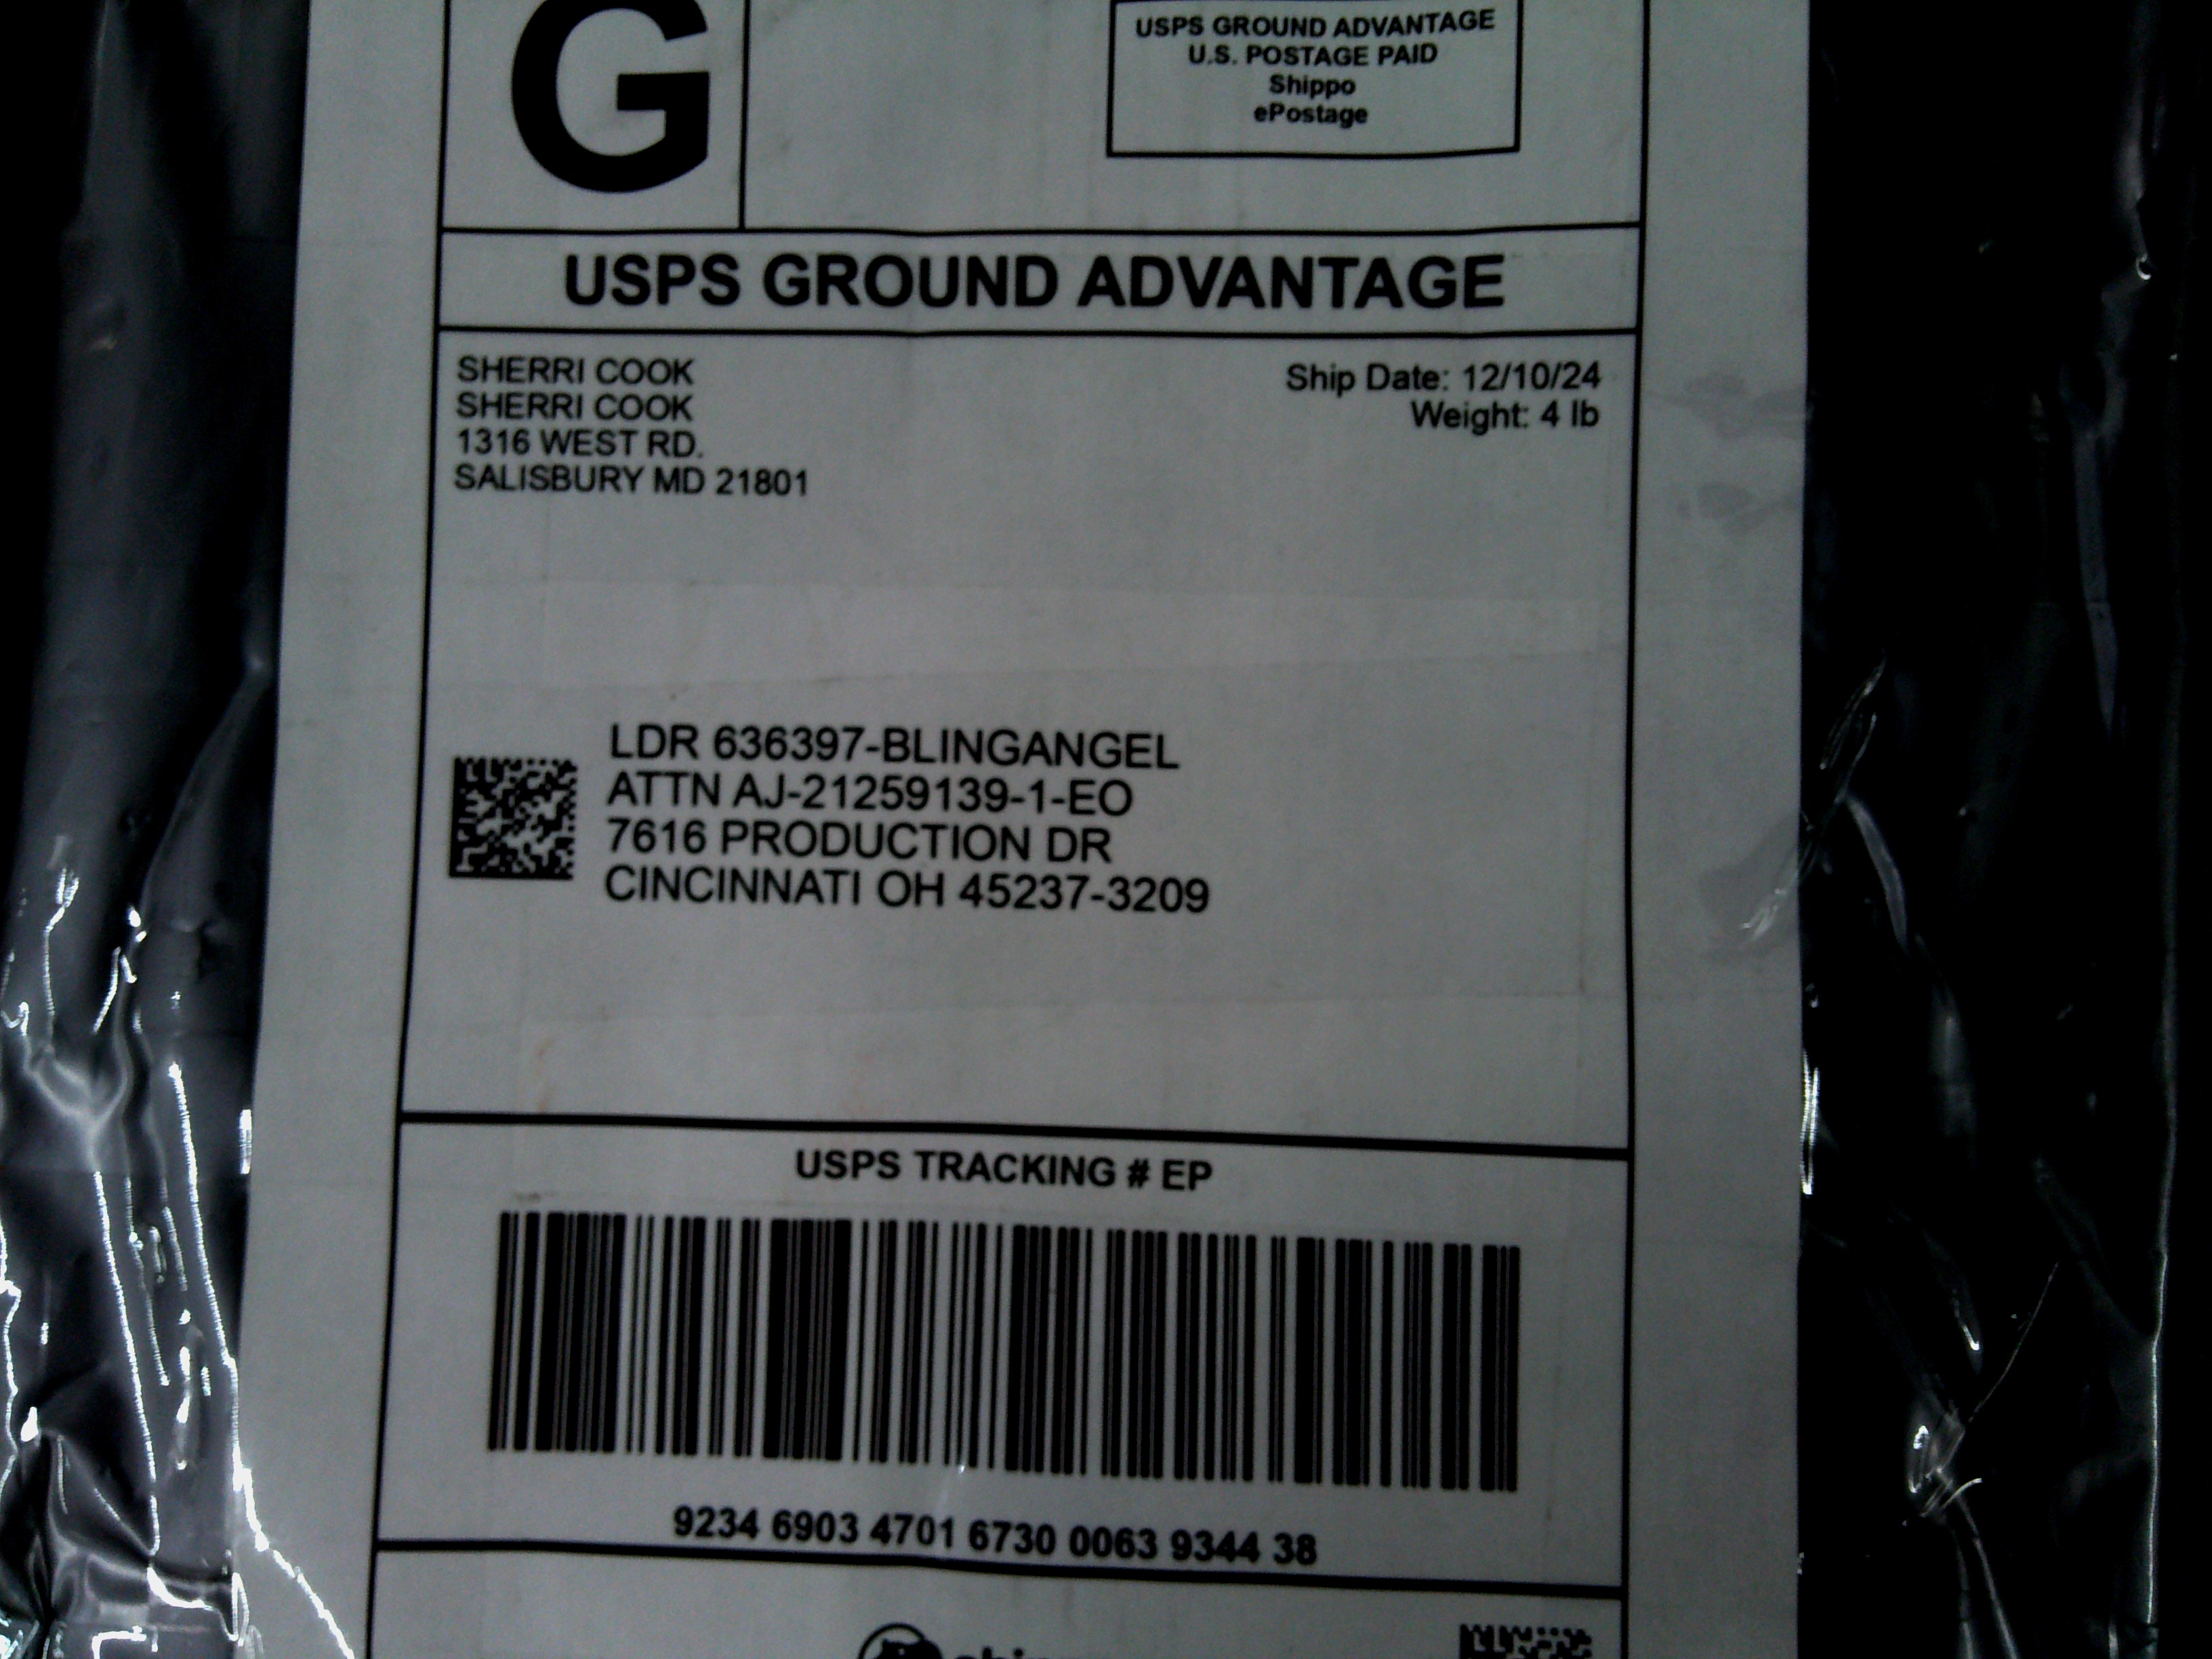 G
USPS GROUND ADVANTAGE
U.S. POSTAGE PAID
Shippo
ePostage
USPS GROUND ADVANTAGE
SHERRI COOK
SHERRI COOK
1316 WEST RD.
SALISBURY MD 21801
Ship Date: 12/10/24
Weight: 4 lb
LDR 636397-BLINGANGEL
ATTN AJ-21259139-1-EO
7616 PRODUCTION DR
CINCINNATI OH 45237-3209
USPS TRACKING # EP
9234 6903 4701 6730 0063 9344 38